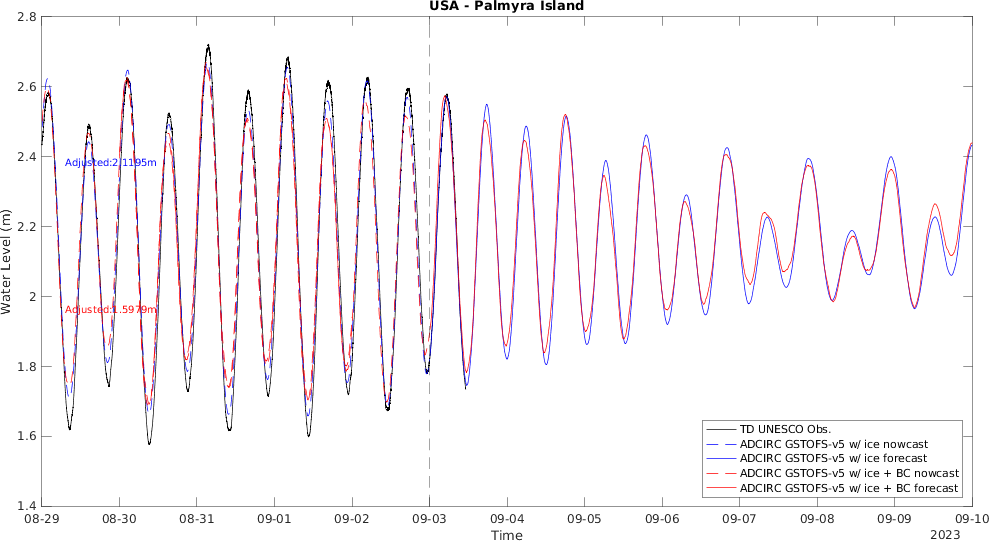 USA - Palmyra Island
2.8
2.6
2.4
2.2
2
1.8
1.6
1.4
Water Level (m)
Adjusted:2.1195m
Adjusted:1.5979m
TD UNESCO Obs.
ADCIRC GSTOFS-v5 w/ ice nowcast
ADCIRC GSTOFS-v5 w/ ice forecast
ADCIRC GSTOFS-v5 w/ ice + BC nowcast
ADCIRC GSTOFS-v5 w/ ice + BC forecast
08-29 08-30 08-31 09-01 09-02 09-03 09-04 09-05 09-06 09-07 09-08 09-09 09-10
Time
2023